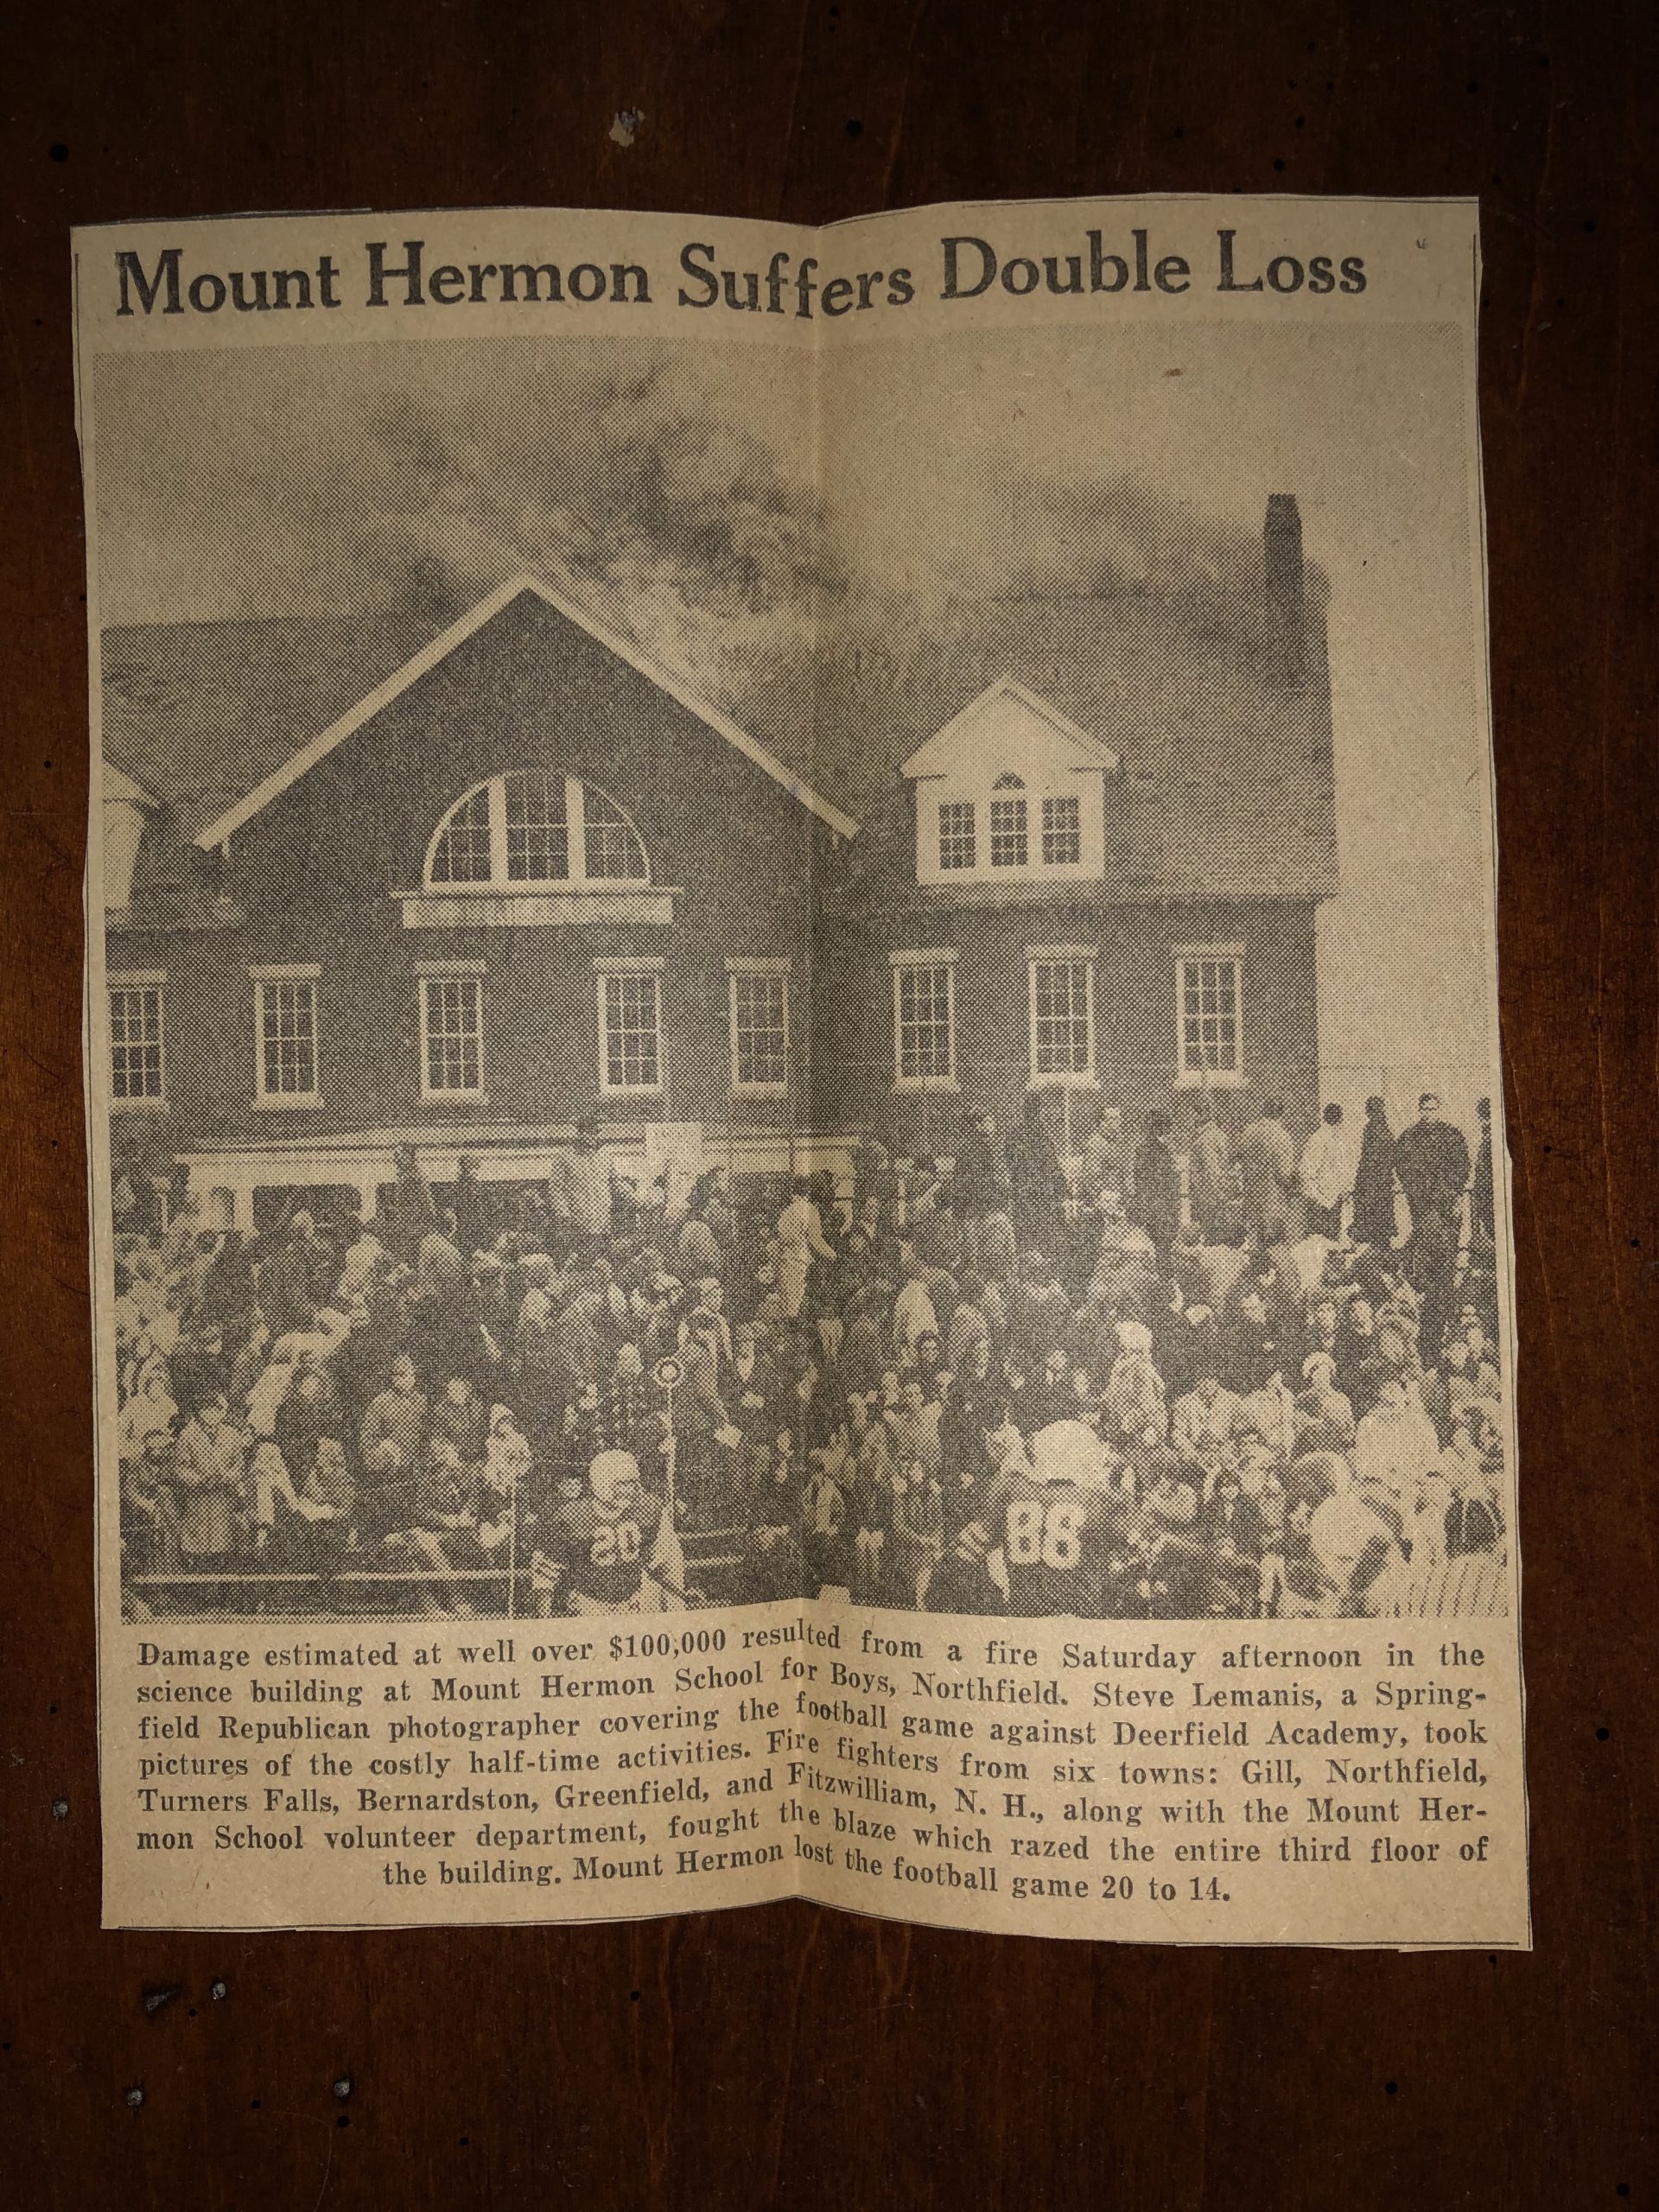 Mount Hermon Suffers Double Loss
20
88
Damage estimated at well over $100,000 resulted from a fire Saturday afternoon in the
science building at Mount Hermon School for Boys, Northfield. Steve Lemanis, a Spring-
field Republican photographer covering the football game against Deerfield Academy, took
pictures of the costly half-time activities. Fire fighters from six towns: Gill, Northfield,
Turners Falls, Bernardston, Greenfield, and Fitzwilliam, N. H., along with the Mount Her-
mon School volunteer department, fought the blaze which razed the entire third floor of
the building. Mount Hermon lost the football game 20 to 14.